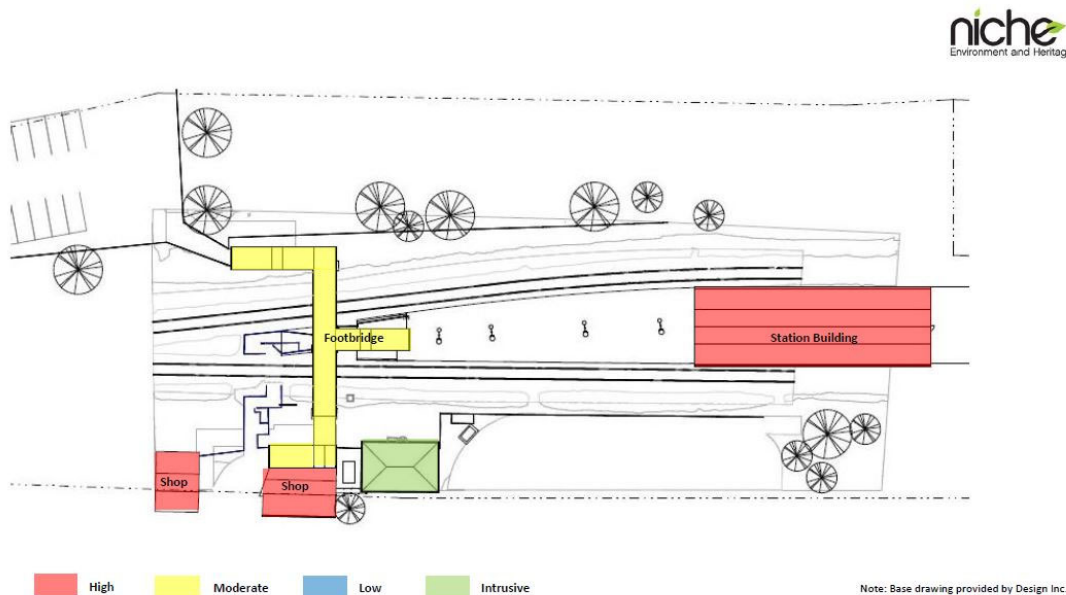 niche
Environment and Heritag
Footbridge
Station Building
Shop
Shop
High
Moderate
Low
Intrusive
Note: Base drawing provided by Design Inc.